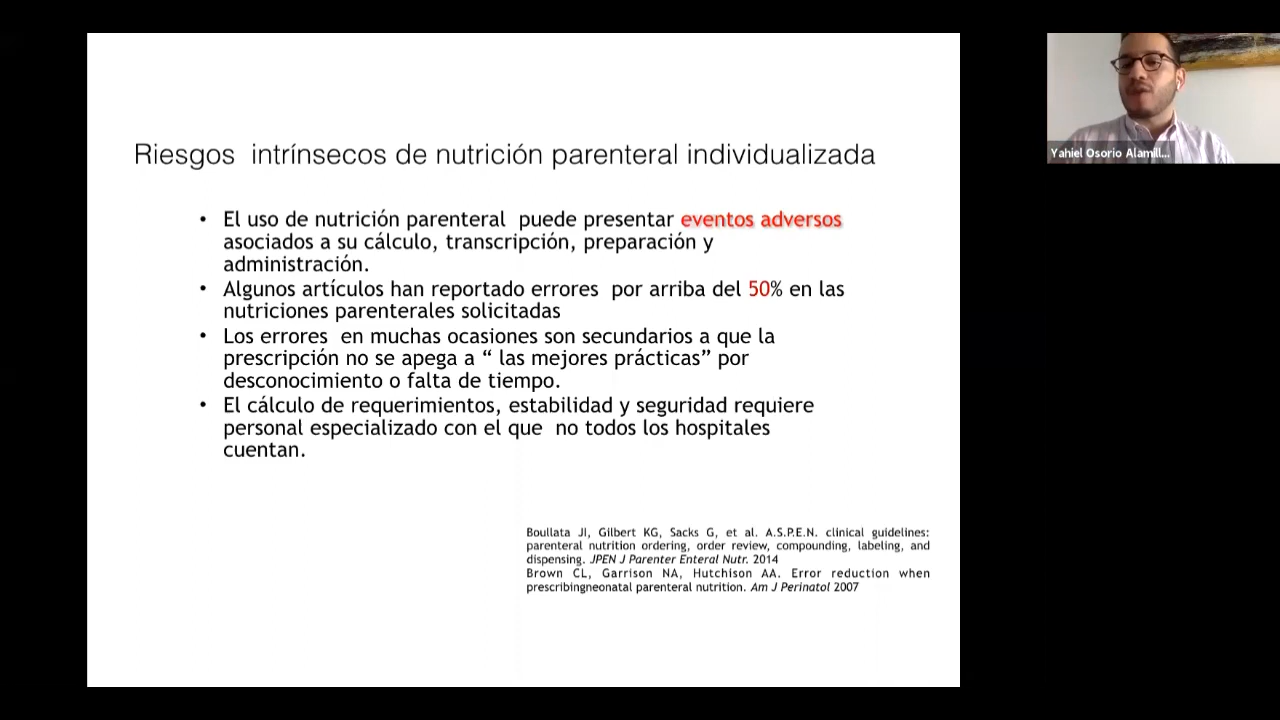 Riesgos  intrínsecos de nutrición parenteral individualizada
• El uso de nutrición parenteral  puede presentar eventos adversos
asociados a su cálculo, transcripción, preparación y
administración.
• Algunos artículos han reportado errores  por arriba del 50% en las
nutriciones parenterales solicitadas
• Los errores  en muchas ocasiones son secundarios a que la
prescripción no se apega a “ las mejores prácticas” por
desconocimiento o falta de tiempo.
• El cálculo de requerimientos, estabilidad y seguridad requiere
personal especializado con el que  no todos los hospitales
cuentan.
Boullata JI, Gilbert KG, Sacks G, et al. A.S.P.E.N. clinical guidelines:
parenteral nutrition ordering, order review, compounding, labeling, and
dispensing. JPEN J Parenter Enteral Nutr. 2014
Brown CL, Garrison NA, Hutchison AA. Error reduction when
prescribingneonatal parenteral nutrition. Am J Perinatol 2007
Yahiel Osorio Alamill...